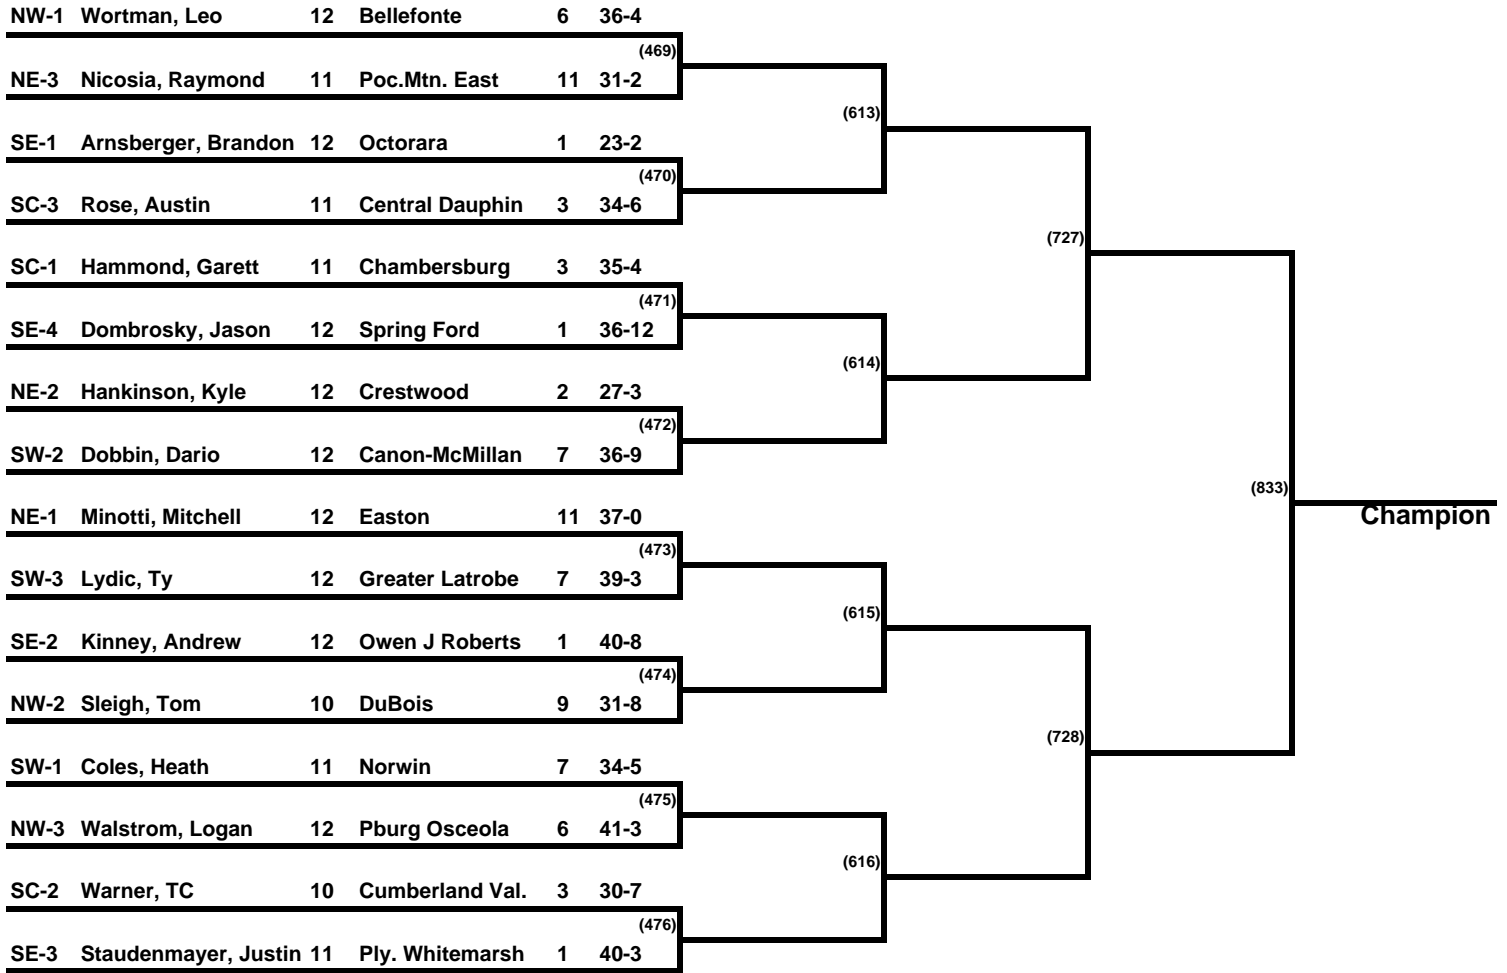 NW-1 Wortman, Leo 12 Bellefonte 6 36-4
(469)
NE-3 Nicosia, Raymond 11 Poc.Mtn. East 11 31-2
(613)
SE-1 Arnsberger, Brandon 12 Octorara 1 23-2
(470)
SC-3 Rose, Austin 11 Central Dauphin 3 34-6
(727)
SC-1 Hammond, Garett 11 Chambersburg 3 35-4
(471)
SE-4 Dombrosky, Jason 12 Spring Ford 1 36-12
(614)
NE-2 Hankinson, Kyle 12 Crestwood 2 27-3
(472)
SW-2 Dobbin, Dario 12 Canon-McMillan 7 36-9
(833)
NE-1 Minotti, Mitchell 12 Easton 11 37-0
Champion
(473)
SW-3 Lydic, Ty 12 Greater Latrobe 7 39-3
(615)
SE-2 Kinney, Andrew 12 Owen J Roberts 1 40-8
(474)
NW-2 Sleigh, Tom 10 DuBois 9 31-8
(728)
SW-1 Coles, Heath 11 Norwin 7 34-5
(475)
NW-3 Walstrom, Logan 12 Pburg Osceola 6 41-3
(616)
SC-2 Warner, TC 10 Cumberland Val. 3 30-7
(476)
SE-3 Staudenmayer, Justin 11 Ply. Whitemarsh 1 40-3